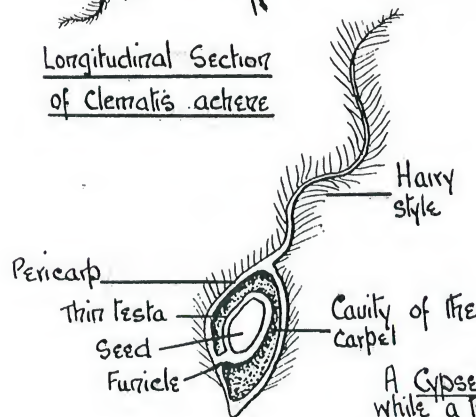 Longitudinal Section
of Clematis achene
Hairy
style
Pericarp
Thin testa
Seed
Funicle
Cavity of the
carpel
A Cypse
while a